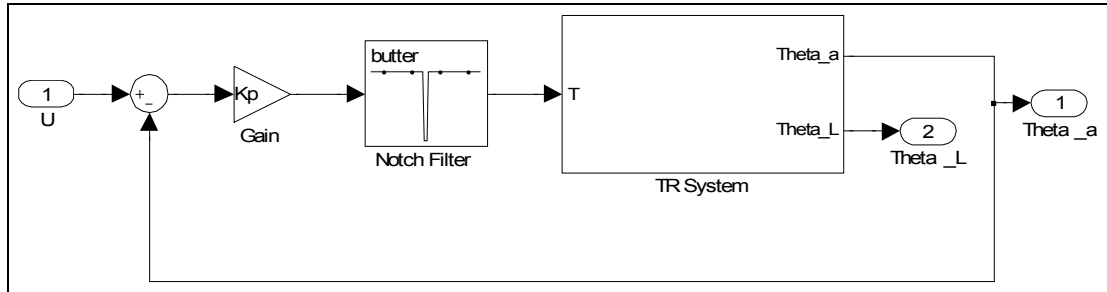 butter
Theta_a
1
+
-
Kp
T
1
U
Gain
Theta_L
2
Theta _a
Notch Filter
Theta _L
TR System